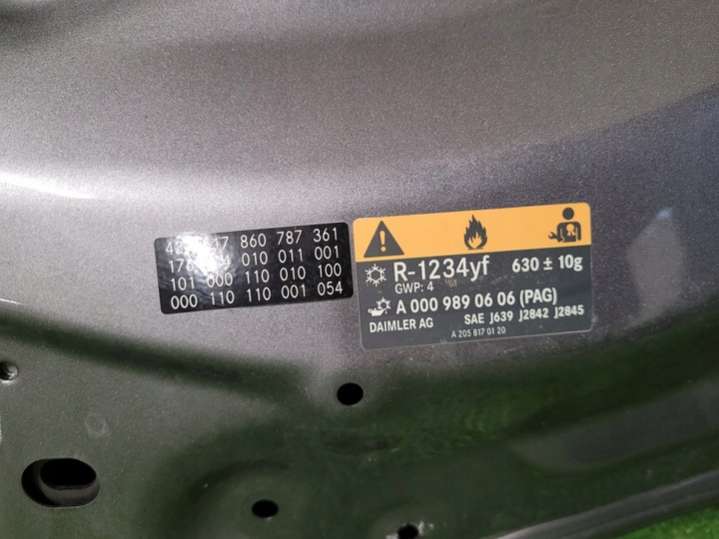 860 787 361
010 011 001
101 000 110 010 100
000 110 110 001 054
R-1234yf 630 ± 10g
GWP: 4
A 000 989 06 06 (PAG)
DAIMLER AG SAE J639 J2842 J2845
A 205 817 01 20